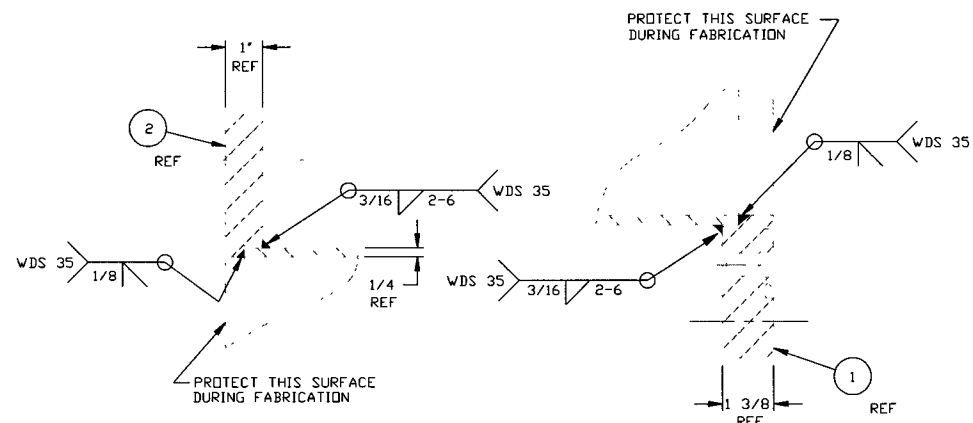 PROTECT THIS SURFACE
DURING FABRICATION
1"
REF
2
REF
3/16 2-6 WDS 35
WDS 35 1/8
1/4
REF
PROTECT THIS SURFACE
DURING FABRICATION
1/8 WDS 35
WDS 35 3/16 2-6
1
REF
1 3/8
REF